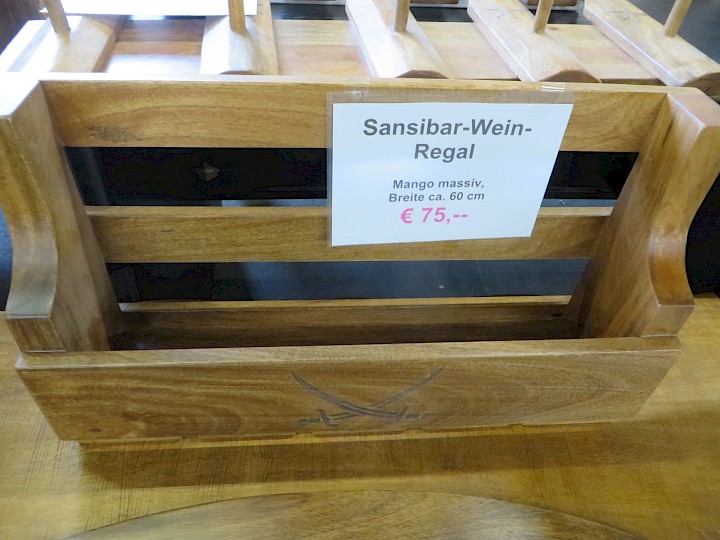 Sansibar-Wein-
Regal
Mango massiv,
Breite ca. 60 cm
€ 75,--